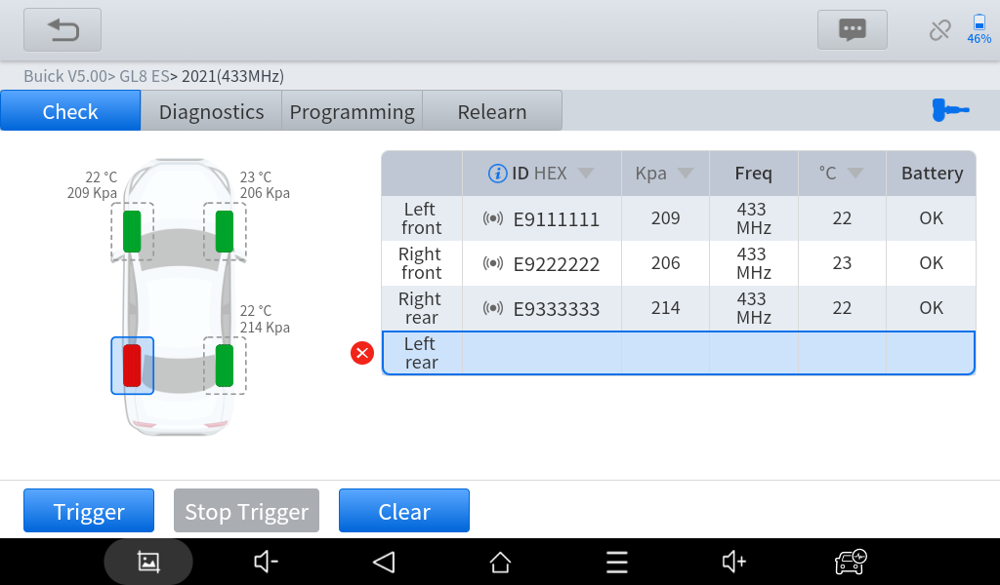 46%
Buick V5.00> GL8 ES> 2021(433MHz)
Check Diagnostics Programming Relearn
22 °C
209 Kpa
23 °C
206 Kpa
22 °C
214 Kpa
ID HEX Kpa Freq °C Battery
Left front E9111111 209 433 MHz 22 OK
Right front E9222222 206 433 MHz 23 OK
Right rear E9333333 214 433 MHz 22 OK
Left rear
Trigger Stop Trigger Clear